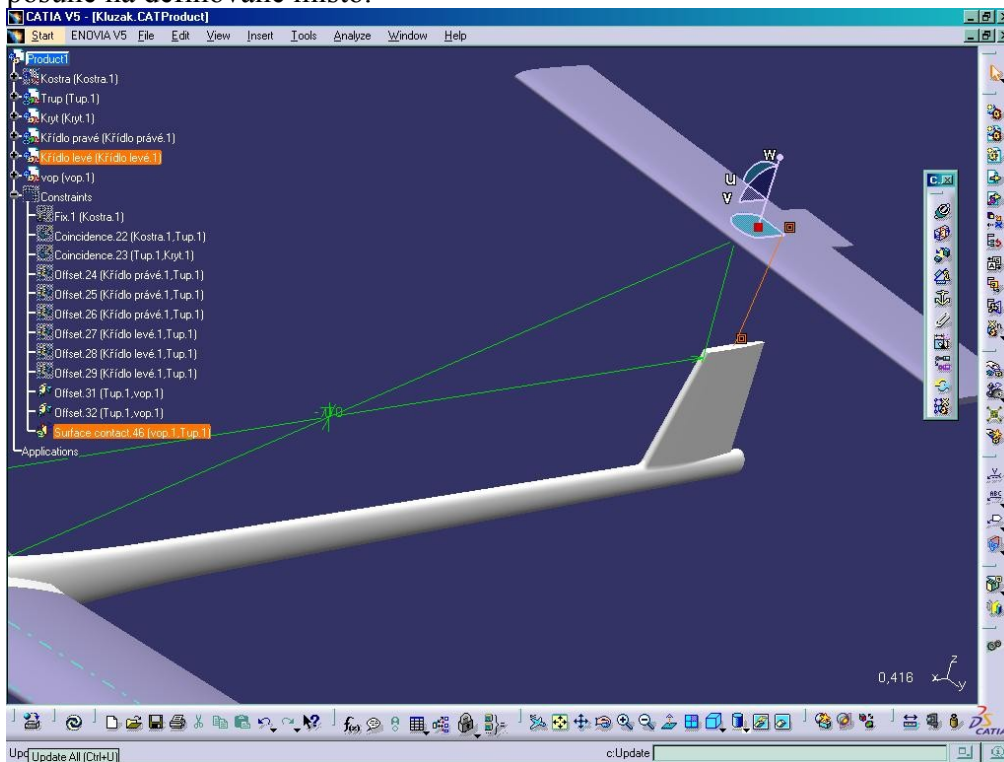 posune na definované místo.
CATIA V5 - [Kluzak.CATProduct]
Start ENOVIA V5 File Edit View Insert Tools Analyze Window Help
Product1
Kostra (Kostra.1)
Trup (Tup.1)
Kryt (Kryt.1)
Křídlo pravé (Křídlo právé.1)
Křídlo levé (Křídlo levé.1)
vop (vop.1)
Constraints
Fix.1 (Kostra.1)
Coincidence.22 (Kostra.1,Tup.1)
Coincidence.23 (Tup.1,Kryt.1)
Offset.24 (Křídlo právé.1,Tup.1)
Offset.25 (Křídlo právé.1,Tup.1)
Offset.26 (Křídlo právé.1,Tup.1)
Offset.27 (Křídlo levé.1,Tup.1)
Offset.28 (Křídlo levé.1,Tup.1)
Offset.29 (Křídlo levé.1,Tup.1)
Offset.31 (Tup.1,vop.1)
Offset.32 (Tup.1,vop.1)
Surface contact.46 (vop.1,Tup.1)
Applications
w
u
v
C.
ABC
0,416
z
x
y
f(x)
CATIA
Update All (Ctrl+U)
c:Update